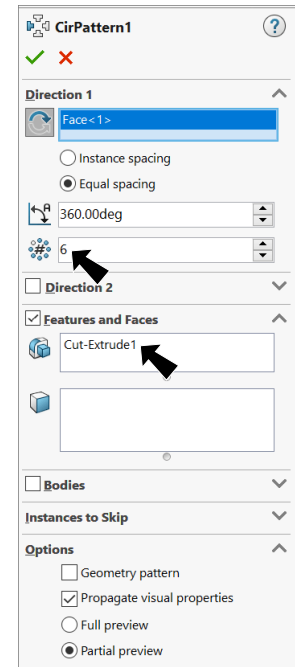 CirPattern1
?
Direction 1
Face<1>
Instance spacing
Equal spacing
A
360.00deg
#
6
Direction 2
Features and Faces
Cut-Extrude1
Bodies
Instances to Skip
Options
Geometry pattern
Propagate visual properties
Full preview
Partial preview